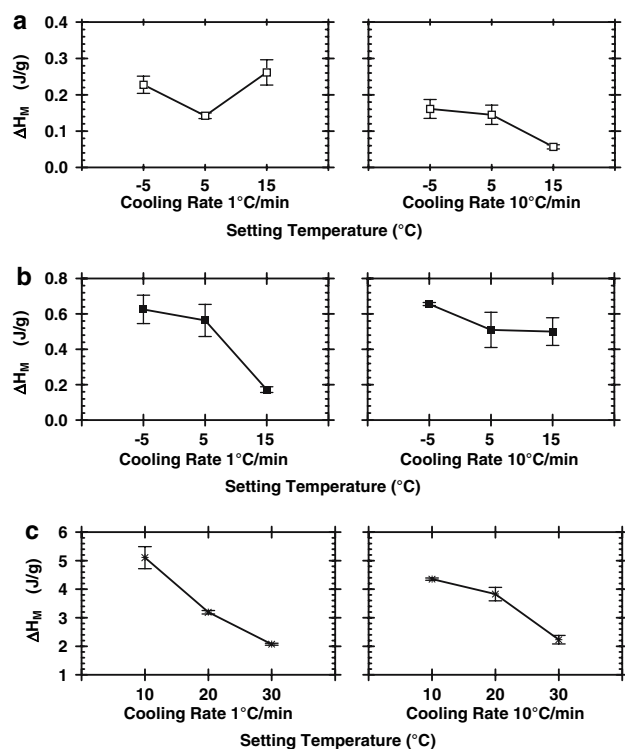 a
0.4
0.3
0.2
0.1
0.0
ΔH_M (J/g)
-5 5 15
Cooling Rate 1°C/min
-5 5 15
Cooling Rate 10°C/min
Setting Temperature (°C)
b
0.8
0.6
0.4
0.2
0.0
ΔH_M (J/g)
-5 5 15
Cooling Rate 1°C/min
-5 5 15
Cooling Rate 10°C/min
Setting Temperature (°C)
c
6
5
4
3
2
1
ΔH_M (J/g)
10 20 30
Cooling Rate 1°C/min
10 20 30
Cooling Rate 10°C/min
Setting Temperature (°C)